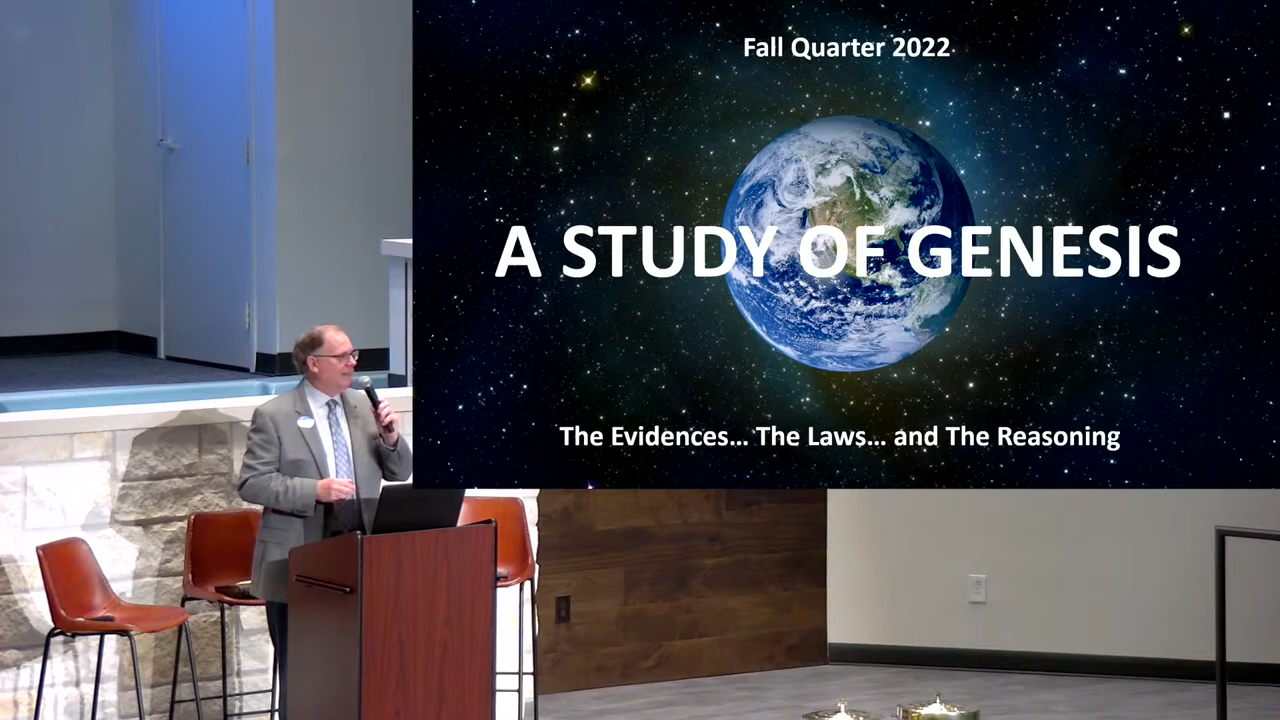 Fall Quarter 2022
A STUDY OF GENESIS
The Evidences... The Laws... and The Reasoning